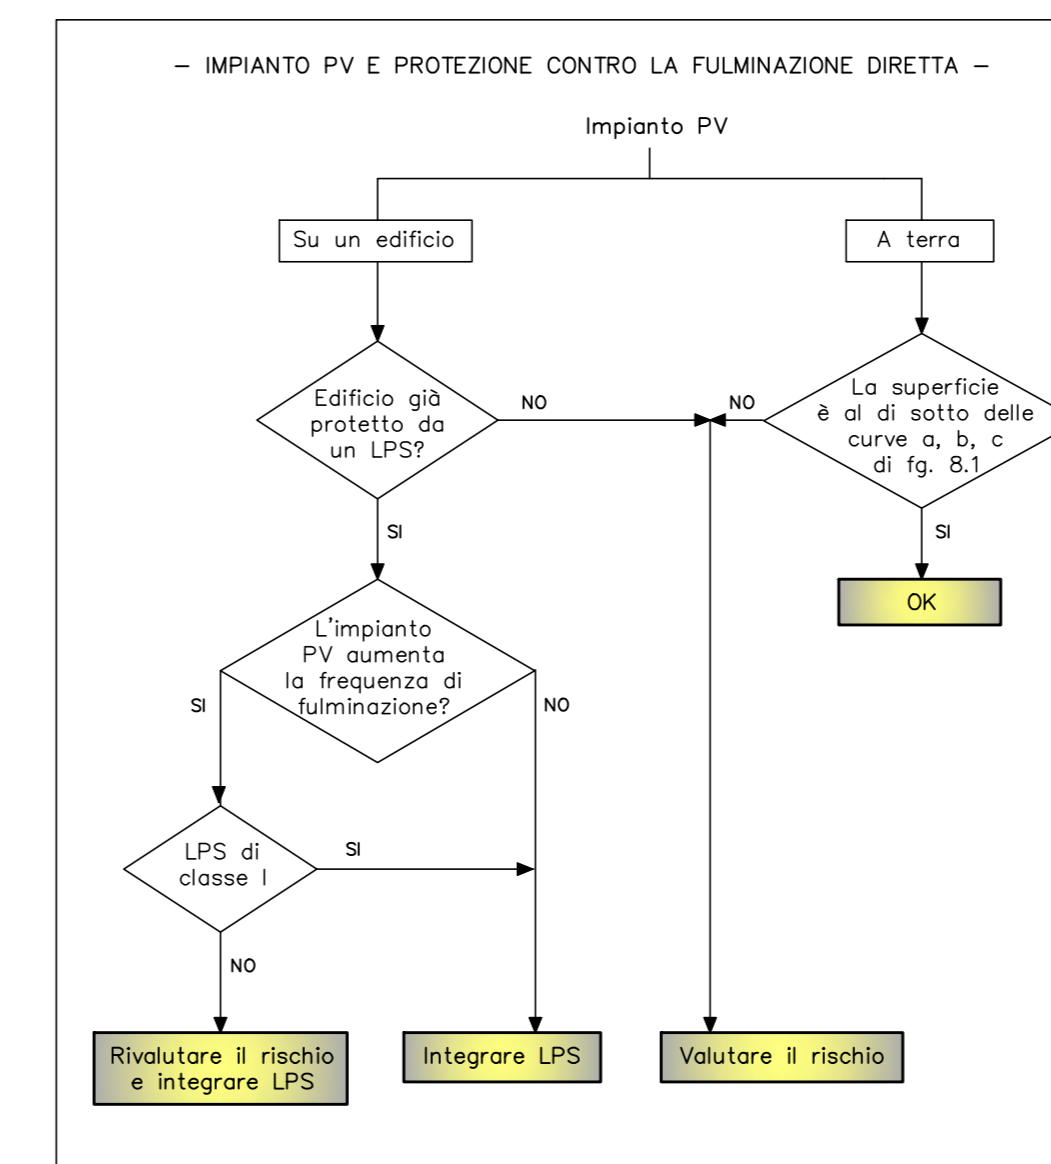 – IMPIANTO PV E PROTEZIONE CONTRO LA FULMINAZIONE DIRETTA –
Impianto PV
Su un edificio
A terra
Edificio già
protetto da
un LPS?
NO
NO
La superficie
è al di sotto delle
curve a, b, c
di fg. 8.1
SI
SI
OK
L'impianto
PV aumenta
la frequenza di
fulminazione?
SI
NO
LPS di
classe I
SI
NO
Rivalutare il rischio
e integrare LPS
Integrare LPS
Valutare il rischio